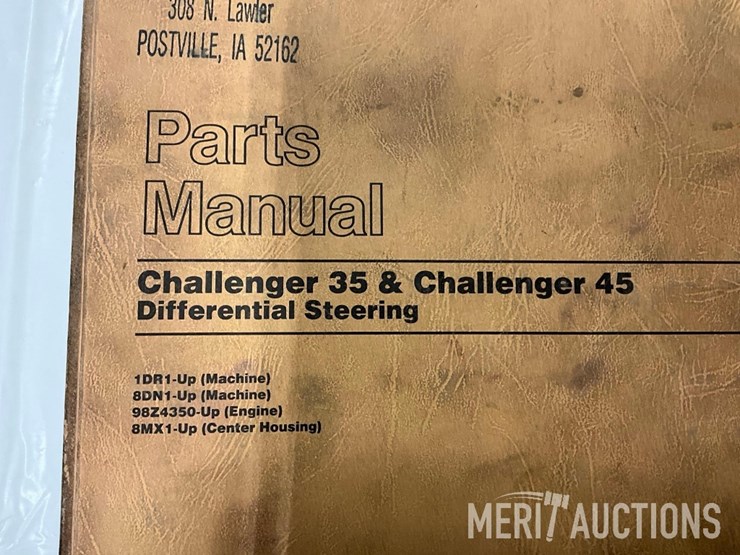 308 N. Lawler
POSTVILLE, IA 52162
Parts
Manual
Challenger 35 & Challenger 45
Differential Steering
1DR1-Up (Machine)
8DN1-Up (Machine)
98Z4350-Up (Engine)
8MX1-Up (Center Housing)
MERIT AUCTIONS